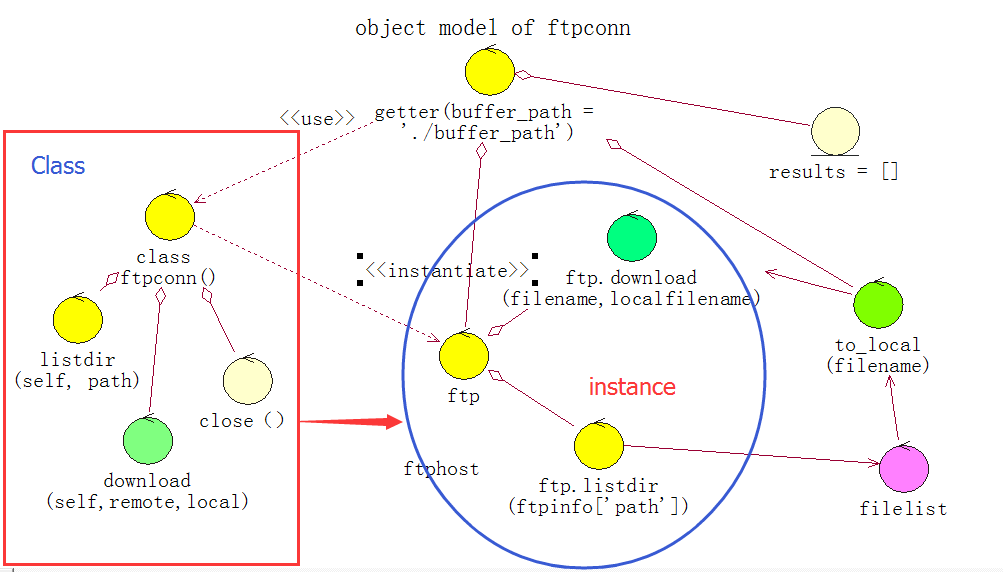 object model of ftpconn
<<use>>
getter(buffer_path =
'./buffer_path')
results = []
Class
class
ftpconn()
<<instantiate>>
ftp.download
(filename,localfilename)
listdir
(self, path)
to_local
(filename)
ftp
instance
close ()
ftphost
download
(self,remote,local)
ftp.listdir
(ftpinfo['path'])
filelist